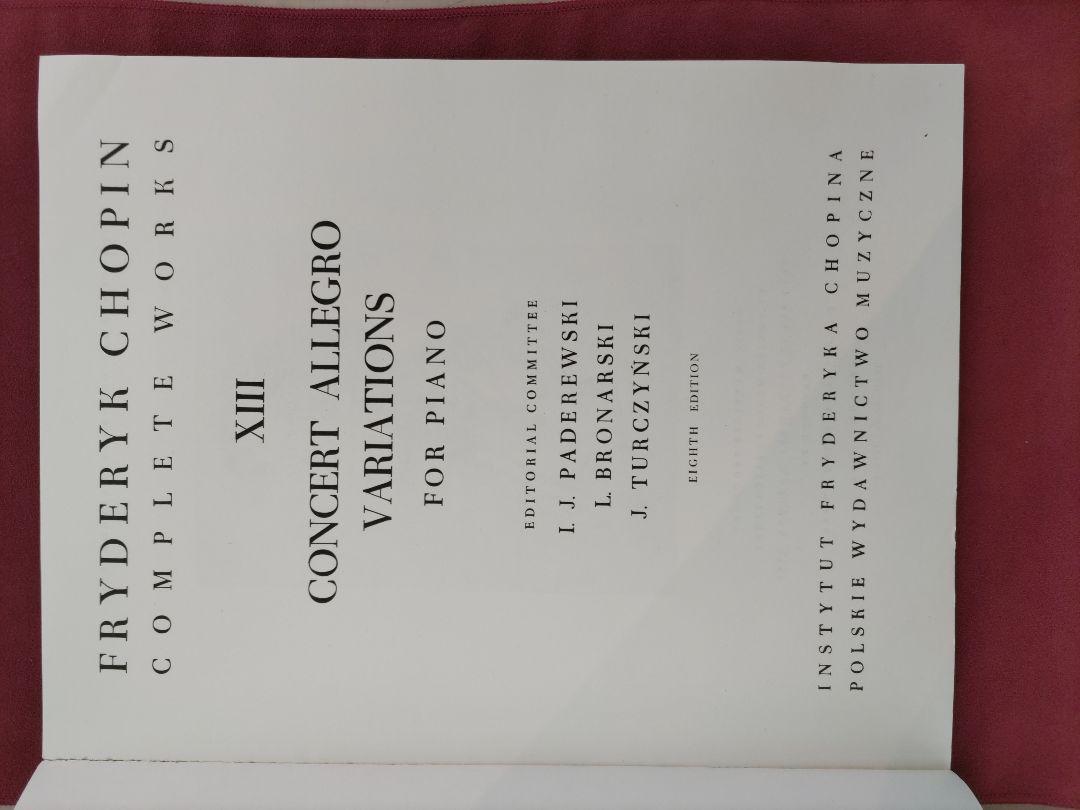 FRYDERYK CHOPIN
COMPLETE WORKS
XIII
CONCERT ALLEGRO
VARIATIONS
FOR PIANO
EDITORIAL COMMITTEE
I. J. PADEREWSKI
L. BRONARSKI
J. TURCZYŃSKI
EIGHTH EDITION
INSTYTUT FRYDERYKA CHOPINA
POLSKIE WYDAWNICTWO MUZYCZNE